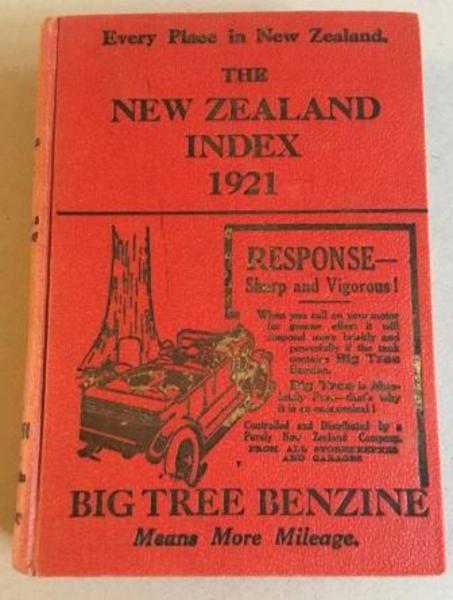 Every Place in New Zealand.
THE
NEW ZEALAND
INDEX
1921
RESPONSE—
Sharp and Vigorous!
When you call on your motor
for greater effort it will
respond more briskly and
powerfully if the tank
contains Big Tree
Benzine.
Big Tree is
Pure—that's why
it is so economical!
Controlled and Distributed by a
Purely New Zealand Company.
FROM ALL STOREKEEPERS
AND GARAGES
BIG TREE BENZINE
Means More Mileage.